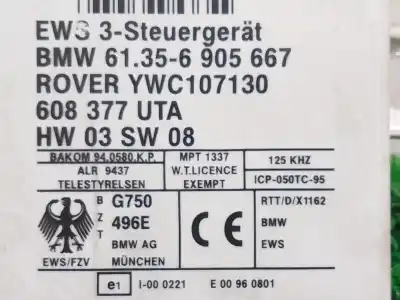 EWS 3-Steuergerät
BMW 61.35-6 905 667
ROVER YWC107130
608 377 UTA
HW 03 SW 08
BAKOM 94.0580.K.P.
ALR 9437
TELESTYRELSEN
MPT 1337
W.T.LICENCE
EXEMPT
125 KHZ
ICP-050TC-95
B
Z
T
G750
496E
BMW AG
MÜNCHEN
EWS/FZV
CE
RTT/D/X1162
BMW
EWS
e1
I-00 0221
E 00 96 0801